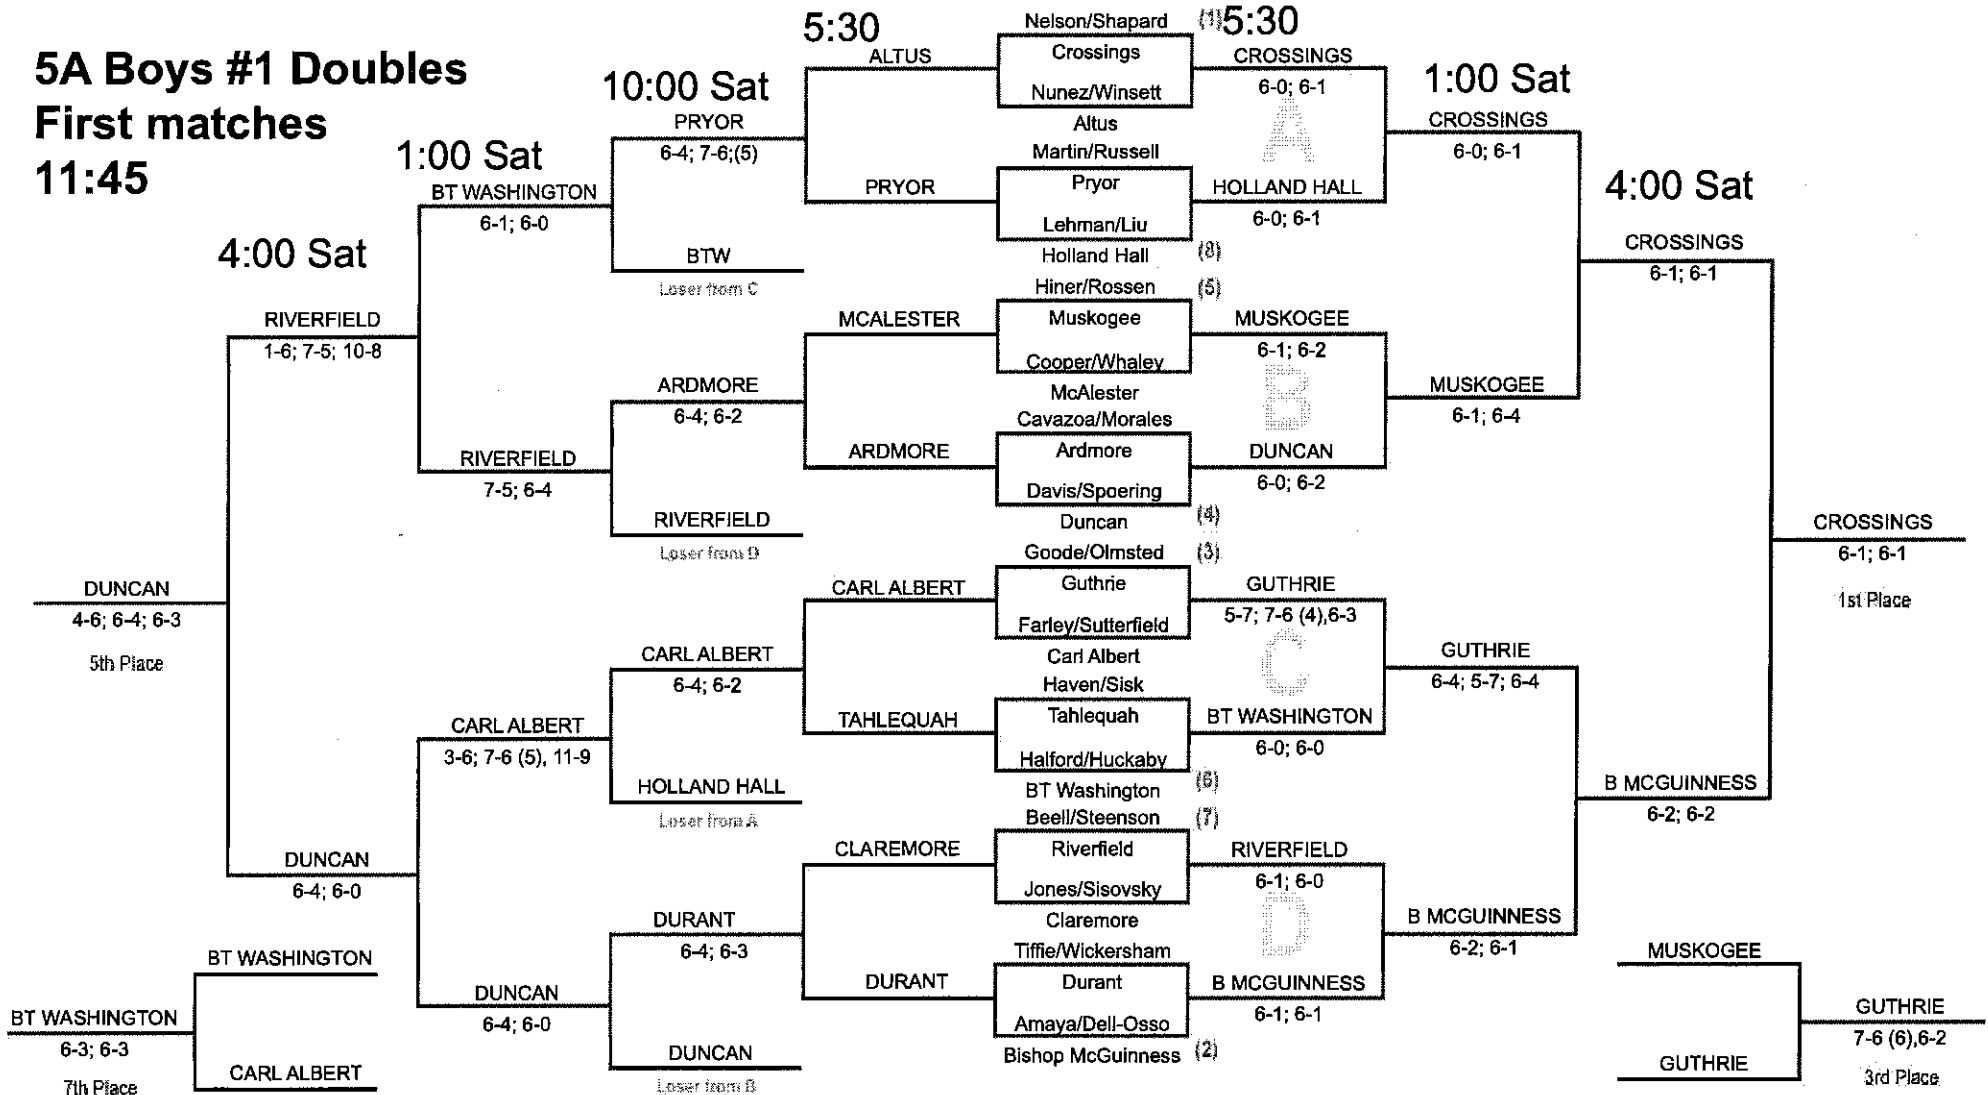 5A Boys #1 Doubles
First matches
11:45
4:00 Sat
1:00 Sat
10:00 Sat
5:30
5:30
1:00 Sat
4:00 Sat
DUNCAN
4-6; 6-4; 6-3
5th Place
RIVERFIELD
1-6; 7-5; 10-8
DUNCAN
6-4; 6-0
BT WASHINGTON
6-1; 6-0
RIVERFIELD
7-5; 6-4
CARL ALBERT
3-6; 7-6 (5), 11-9
DUNCAN
6-4; 6-0
PRYOR
6-4; 7-6;(5)
BTW
Loser from C
ARDMORE
6-4; 6-2
RIVERFIELD
Loser from D
CARL ALBERT
6-4; 6-2
HOLLAND HALL
Loser from A
DURANT
6-4; 6-3
DUNCAN
Loser from B
ALTUS
PRYOR
MCALESTER
ARDMORE
CARL ALBERT
TAHLEQUAH
CLAREMORE
DURANT
Nelson/Shapard (1)
Crossings
Nunez/Winsett
Altus
Martin/Russell
Pryor
Lehman/Liu
Holland Hall (8)
Hiner/Rossen (5)
Muskogee
Cooper/Whaley
McAlester
Cavazoa/Morales
Ardmore
Davis/Spoering
Duncan (4)
Goode/Olmsted (3)
Guthrie
Farley/Sutterfield
Carl Albert
Haven/Sisk
Tahlequah
Halford/Huckaby
BT Washington (6)
Beell/Steenson (7)
Riverfield
Jones/Sisovsky
Claremore
Tiffie/Wickersham
Durant
Amaya/Dell-Osso
Bishop McGuinness (2)
CROSSINGS
6-0; 6-1
A
HOLLAND HALL
6-0; 6-1
MUSKOGEE
6-1; 6-2
B
DUNCAN
6-0; 6-2
GUTHRIE
5-7; 7-6 (4),6-3
C
BT WASHINGTON
6-0; 6-0
RIVERFIELD
6-1; 6-0
D
B MCGUINNESS
6-1; 6-1
CROSSINGS
6-0; 6-1
MUSKOGEE
6-1; 6-4
GUTHRIE
6-4; 5-7; 6-4
B MCGUINNESS
6-2; 6-1
CROSSINGS
6-1; 6-1
B MCGUINNESS
6-2; 6-2
CROSSINGS
6-1; 6-1
1st Place
BT WASHINGTON
CARL ALBERT
BT WASHINGTON
6-3; 6-3
7th Place
MUSKOGEE
GUTHRIE
GUTHRIE
7-6 (6),6-2
3rd Place